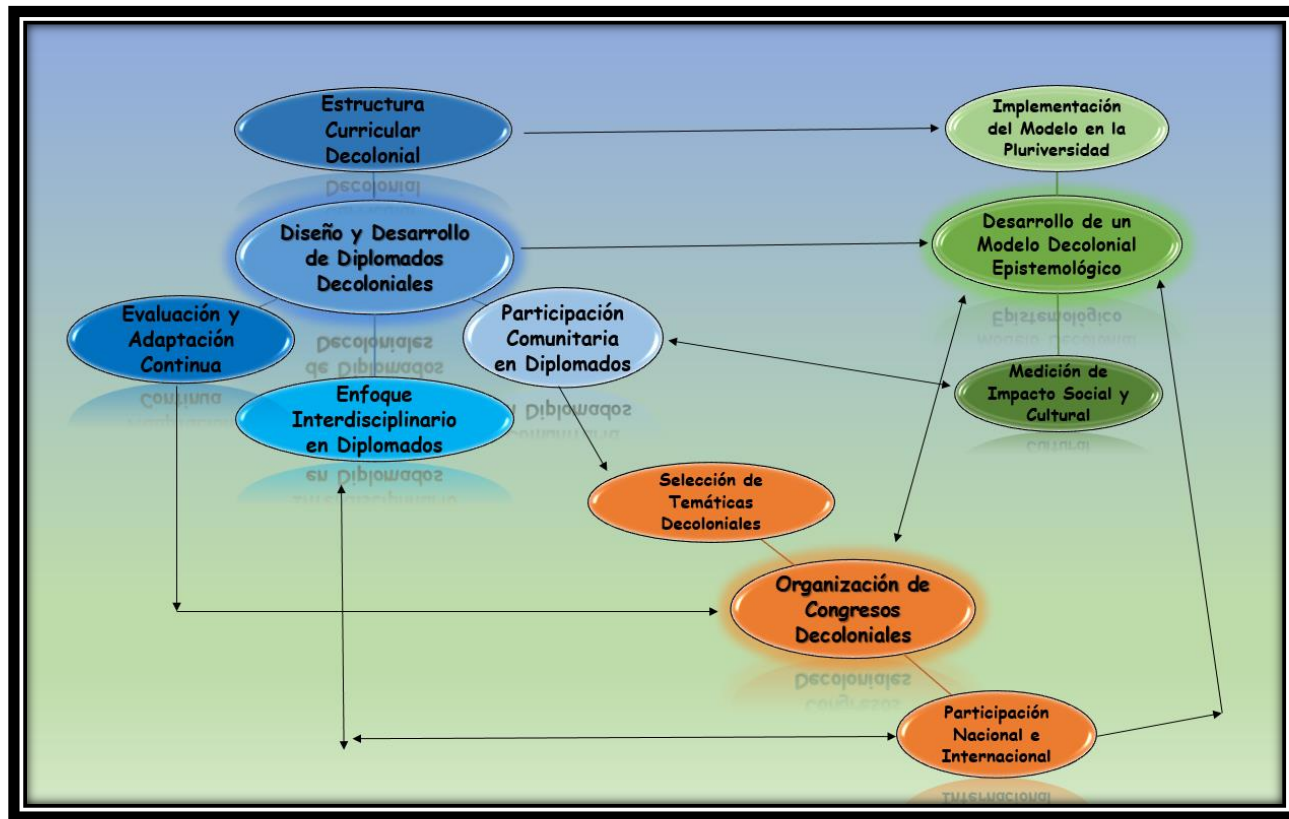 Estructura
Curricular
Decolonial
Implementación
del Modelo en la
Pluriversidad
Diseño y Desarrollo
de Diplomados
Decoloniales
Desarrollo de un
Modelo Decolonial
Epistemológico
Evaluación y
Adaptación
Continua
Participación
Comunitaria
en Diplomados
Enfoque
Interdisciplinario
en Diplomados
Medición de
Impacto Social y
Cultural
Selección de
Temáticas
Decoloniales
Organización de
Congresos
Decoloniales
Participación
Nacional e
Internacional